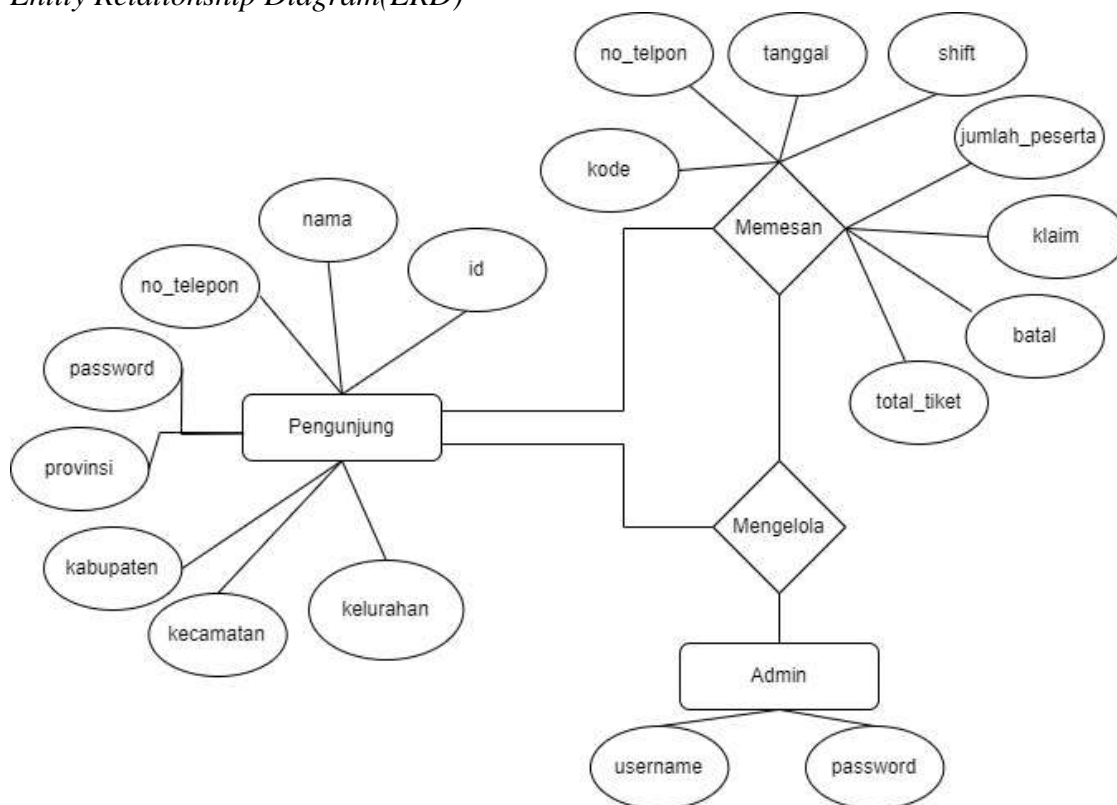 Entity Relationship Diagram(ERD)
no_telpon
tanggal
shift
jumlah_peserta
kode
nama
Memesan
klaim
id
no_telepon
batal
password
total_tiket
Pengunjung
provinsi
Mengelola
kabupaten
kelurahan
kecamatan
Admin
username
password